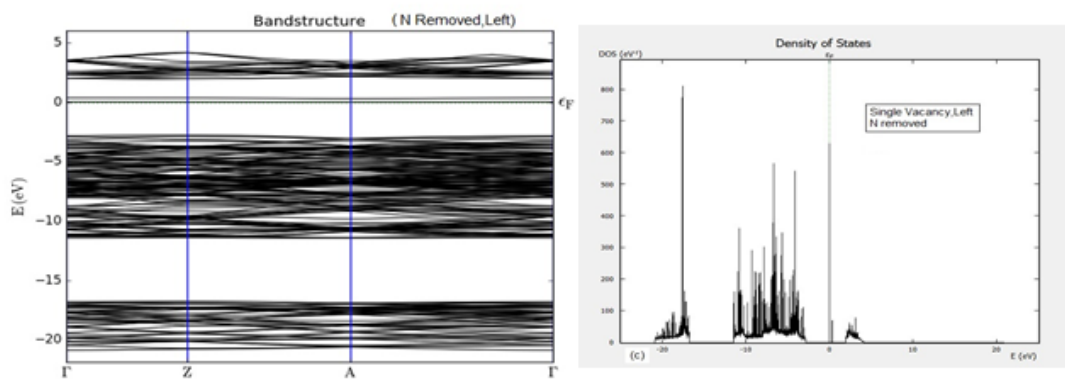 Bandstructure (N Removed,Left)
5
0
−5
−10
−15
−20
E (eV)
ϵF
Γ
Z
A
Γ
Density of States
DOS (eV⁻¹)
εF
800
700
600
500
400
300
200
100
0
Single Vacancy,Left
N removed
(c)
-20
-10
0
10
20
E (eV)